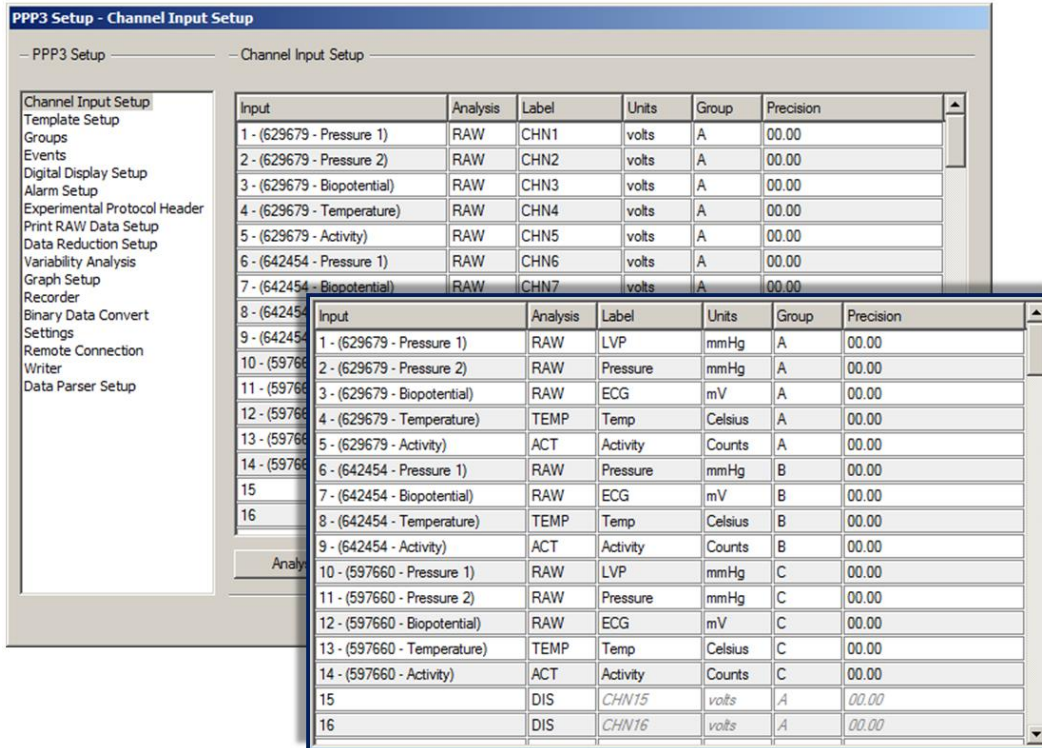 PPP3 Setup - Channel Input Setup
PPP3 Setup
Channel Input Setup
Template Setup
Groups
Events
Digital Display Setup
Alarm Setup
Experimental Protocol Header
Print RAW Data Setup
Data Reduction Setup
Variability Analysis
Graph Setup
Recorder
Binary Data Convert
Settings
Remote Connection
Writer
Data Parser Setup
Channel Input Setup
Input Analysis Label Units Group Precision
1 - (629679 - Pressure 1) RAW CHN1 volts A 00.00
2 - (629679 - Pressure 2) RAW CHN2 volts A 00.00
3 - (629679 - Biopotential) RAW CHN3 volts A 00.00
4 - (629679 - Temperature) RAW CHN4 volts A 00.00
5 - (629679 - Activity) RAW CHN5 volts A 00.00
6 - (642454 - Pressure 1) RAW CHN6 volts A 00.00
7 - (642454 - Biopotential) RAW CHN7 volts A 00.00
8 - (642454
9 - (642454
10 - (59766
11 - (59766
12 - (59766
13 - (59766
14 - (59766
15
16
Analy
Input Analysis Label Units Group Precision
1 - (629679 - Pressure 1) RAW LVP mmHg A 00.00
2 - (629679 - Pressure 2) RAW Pressure mmHg A 00.00
3 - (629679 - Biopotential) RAW ECG mV A 00.00
4 - (629679 - Temperature) TEMP Temp Celsius A 00.00
5 - (629679 - Activity) ACT Activity Counts A 00.00
6 - (642454 - Pressure 1) RAW Pressure mmHg B 00.00
7 - (642454 - Biopotential) RAW ECG mV B 00.00
8 - (642454 - Temperature) TEMP Temp Celsius B 00.00
9 - (642454 - Activity) ACT Activity Counts B 00.00
10 - (597660 - Pressure 1) RAW LVP mmHg C 00.00
11 - (597660 - Pressure 2) RAW Pressure mmHg C 00.00
12 - (597660 - Biopotential) RAW ECG mV C 00.00
13 - (597660 - Temperature) TEMP Temp Celsius C 00.00
14 - (597660 - Activity) ACT Activity Counts C 00.00
15 DIS CHN15 volts A 00.00
16 DIS CHN16 volts A 00.00